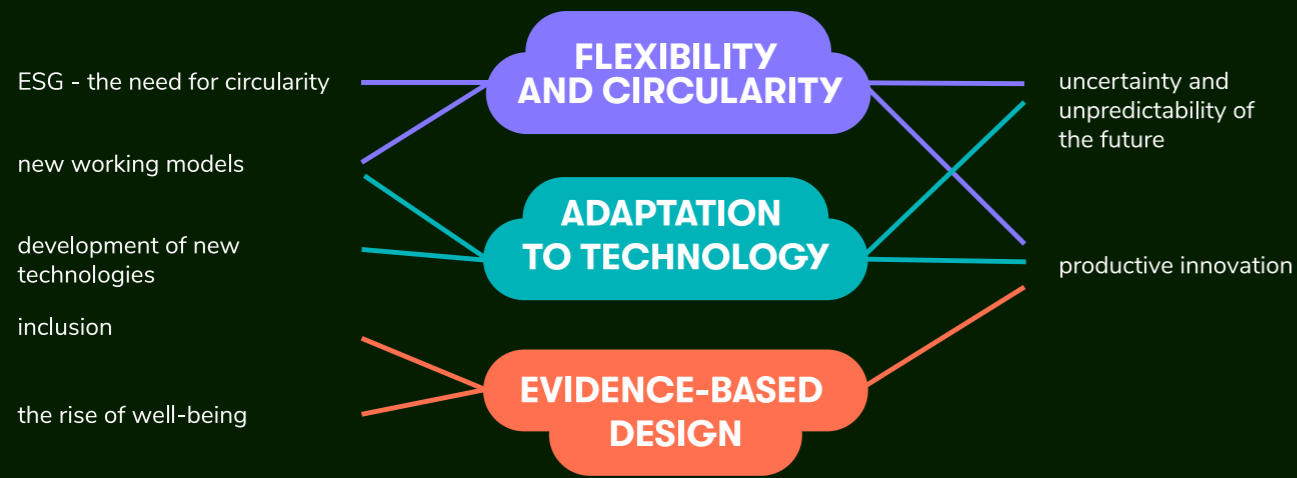 ESG - the need for circularity
new working models
development of new
technologies
inclusion
the rise of well-being
FLEXIBILITY
AND CIRCULARITY
ADAPTATION
TO TECHNOLOGY
EVIDENCE-BASED
DESIGN
uncertainty and
unpredictability of
the future
productive innovation